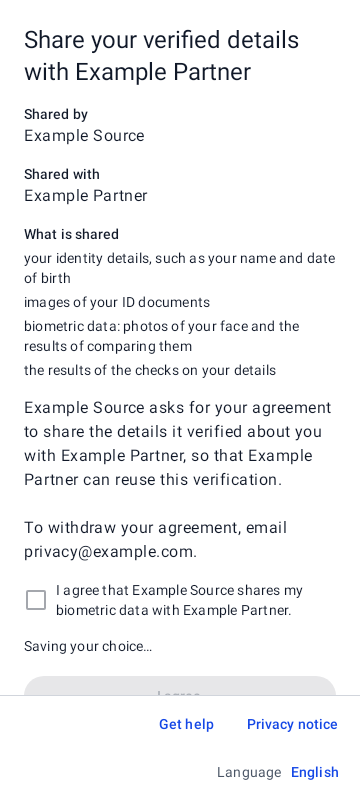 Share your verified details
with Example Partner
Shared by
Example Source
Shared with
Example Partner
What is shared
your identity details, such as your name and date
of birth
images of your ID documents
biometric data: photos of your face and the
results of comparing them
the results of the checks on your details
Example Source asks for your agreement
to share the details it verified about you
with Example Partner, so that Example
Partner can reuse this verification.
To withdraw your agreement, email
privacy@example.com.
I agree that Example Source shares my
biometric data with Example Partner.
Saving your choice…
I agree
Get help
Privacy notice
Language English